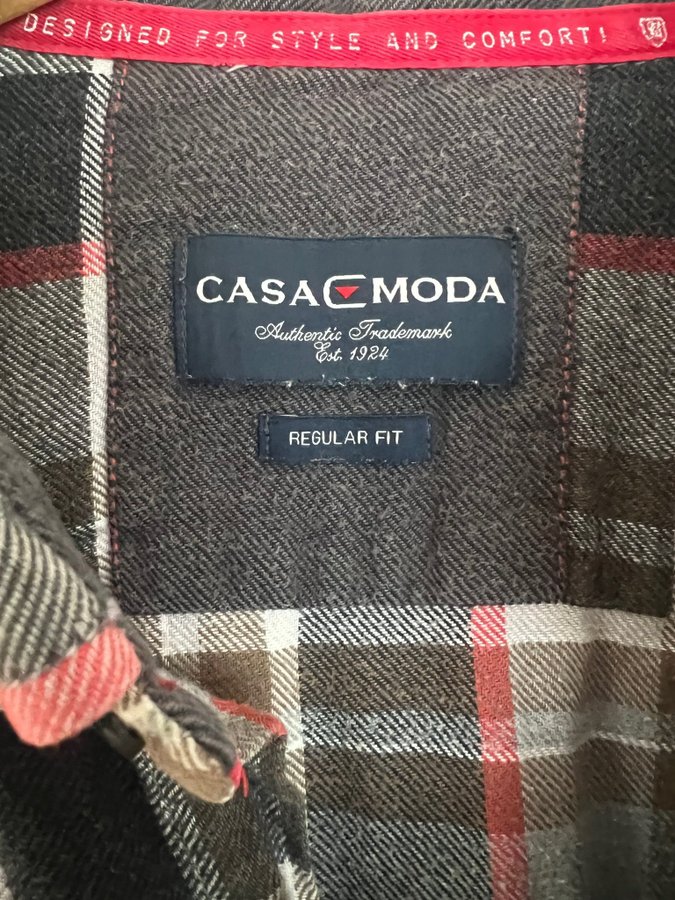 DESIGNED FOR STYLE AND COMFORT!
CASA MODA
Authentic Trademark
Est. 1924
REGULAR FIT